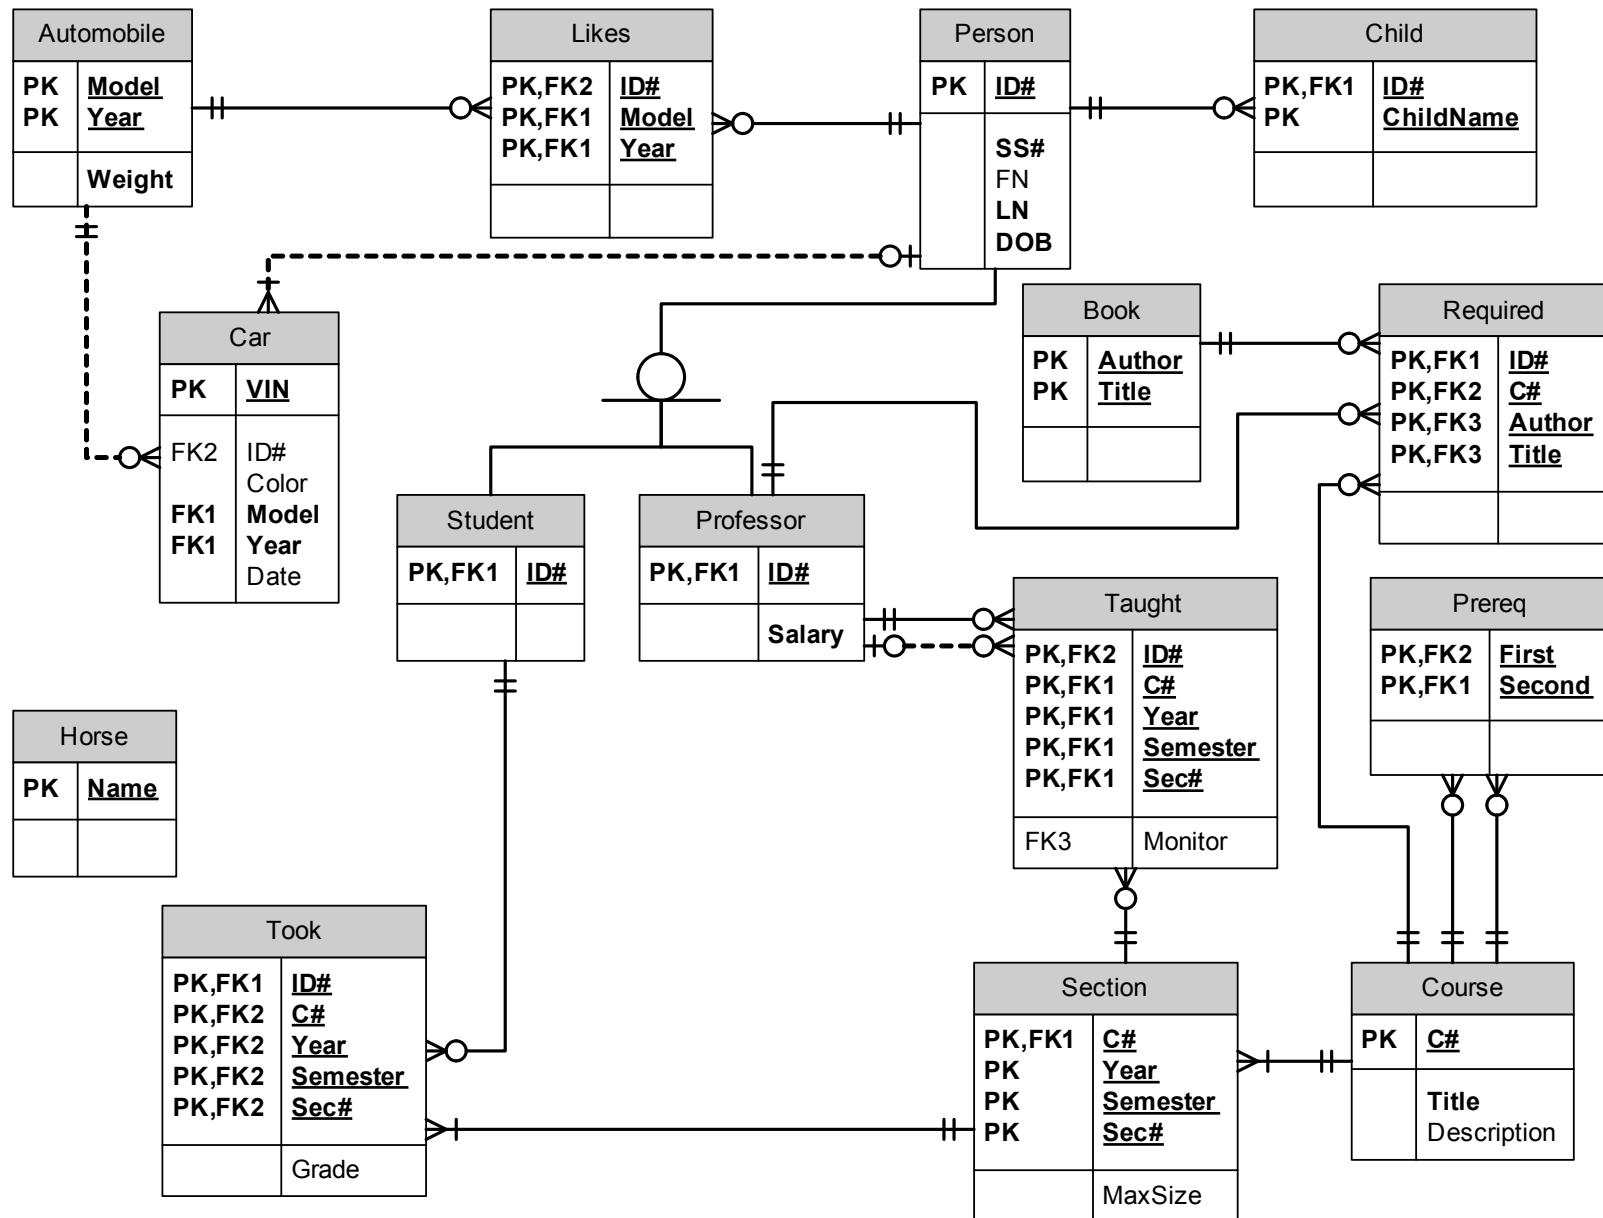 Automobile
PK Model
PK Year
Weight
Likes
PK,FK2 ID#
PK,FK1 Model
PK,FK1 Year
Person
PK ID#
SS#
FN
LN
DOB
Child
PK,FK1 ID#
PK ChildName
Car
PK VIN
FK2 ID#
Color
FK1 Model
FK1 Year
Date
Book
PK Author
PK Title
Required
PK,FK1 ID#
PK,FK2 C#
PK,FK3 Author
PK,FK3 Title
Student
PK,FK1 ID#
Professor
PK,FK1 ID#
Salary
Taught
PK,FK2 ID#
PK,FK1 C#
PK,FK1 Year
PK,FK1 Semester
PK,FK1 Sec#
FK3 Monitor
Prereq
PK,FK2 First
PK,FK1 Second
Horse
PK Name
Took
PK,FK1 ID#
PK,FK2 C#
PK,FK2 Year
PK,FK2 Semester
PK,FK2 Sec#
Grade
Section
PK,FK1 C#
PK Year
PK Semester
PK Sec#
MaxSize
Course
PK C#
Title
Description